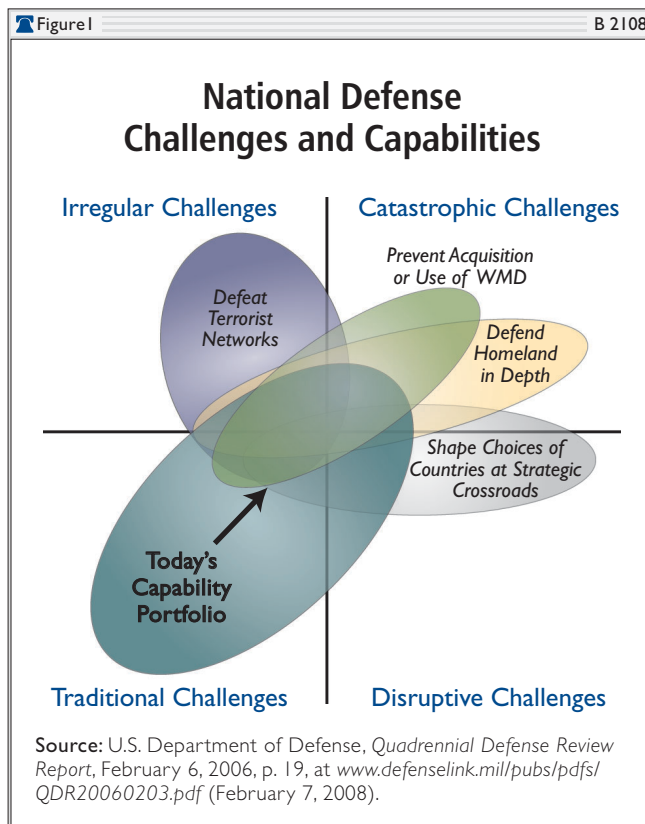 Figure1
B 2108
National Defense
Challenges and Capabilities
Irregular Challenges
Catastrophic Challenges
Prevent Acquisition
or Use of WMD
Defeat
Terrorist
Networks
Defend
Homeland
in Depth
Shape Choices of
Countries at Strategic
Crossroads
Today's
Capability
Portfolio
Traditional Challenges
Disruptive Challenges
Source: U.S. Department of Defense, Quadrennial Defense Review
Report, February 6, 2006, p. 19, at www.defenselink.mil/pubs/pdfs/
QDR20060203.pdf (February 7, 2008).